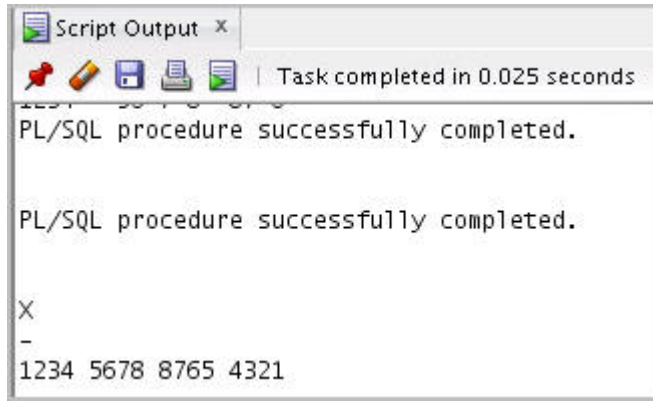 Script Output
Task completed in 0.025 seconds
PL/SQL procedure successfully completed.
PL/SQL procedure successfully completed.
X
-
1234 5678 8765 4321